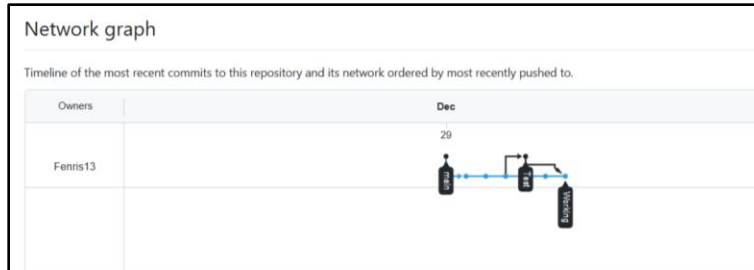 Network graph
Timeline of the most recent commits to this repository and its network ordered by most recently pushed to.
Owners
Dec
29
Fenris13
main
Test
Working